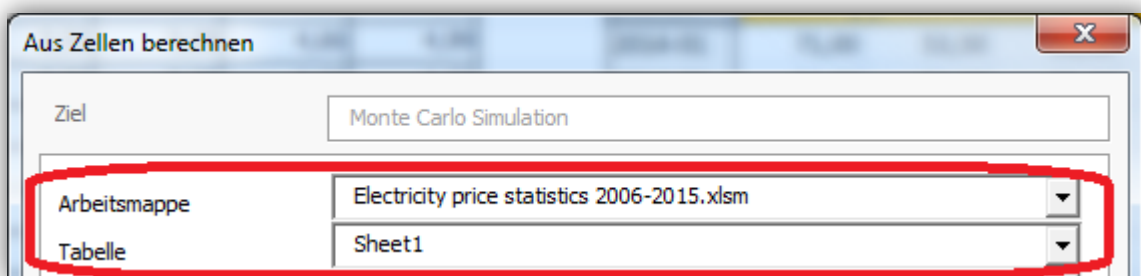 Aus Zellen berechnen
Ziel Monte Carlo Simulation
Arbeitsmappe Electricity price statistics 2006-2015.xlsm
Tabelle Sheet1